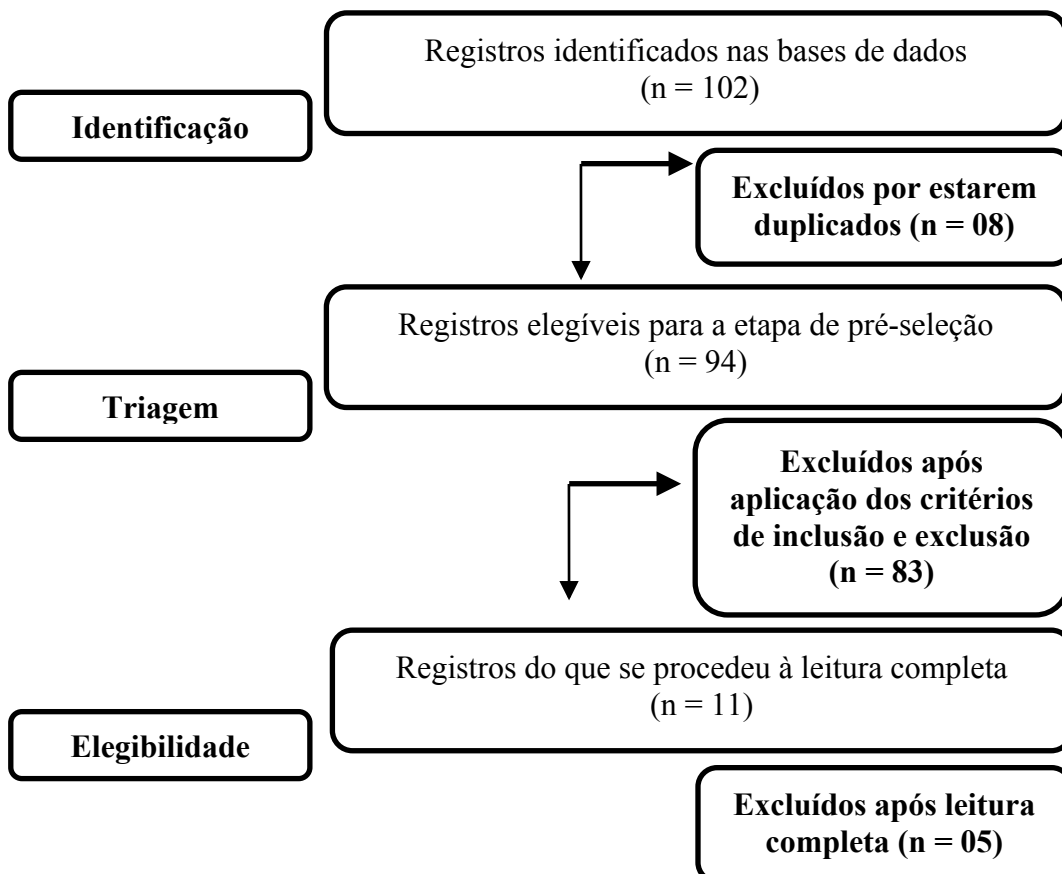 Registros identificados nas bases de dados
(n = 102)
Identificação
Excluídos por estarem
duplicados (n = 08)
Registros elegíveis para a etapa de pré-seleção
(n = 94)
Triagem
Excluídos após
aplicação dos critérios
de inclusão e exclusão
(n = 83)
Registros do que se procedeu à leitura completa
(n = 11)
Elegibilidade
Excluídos após leitura
completa (n = 05)